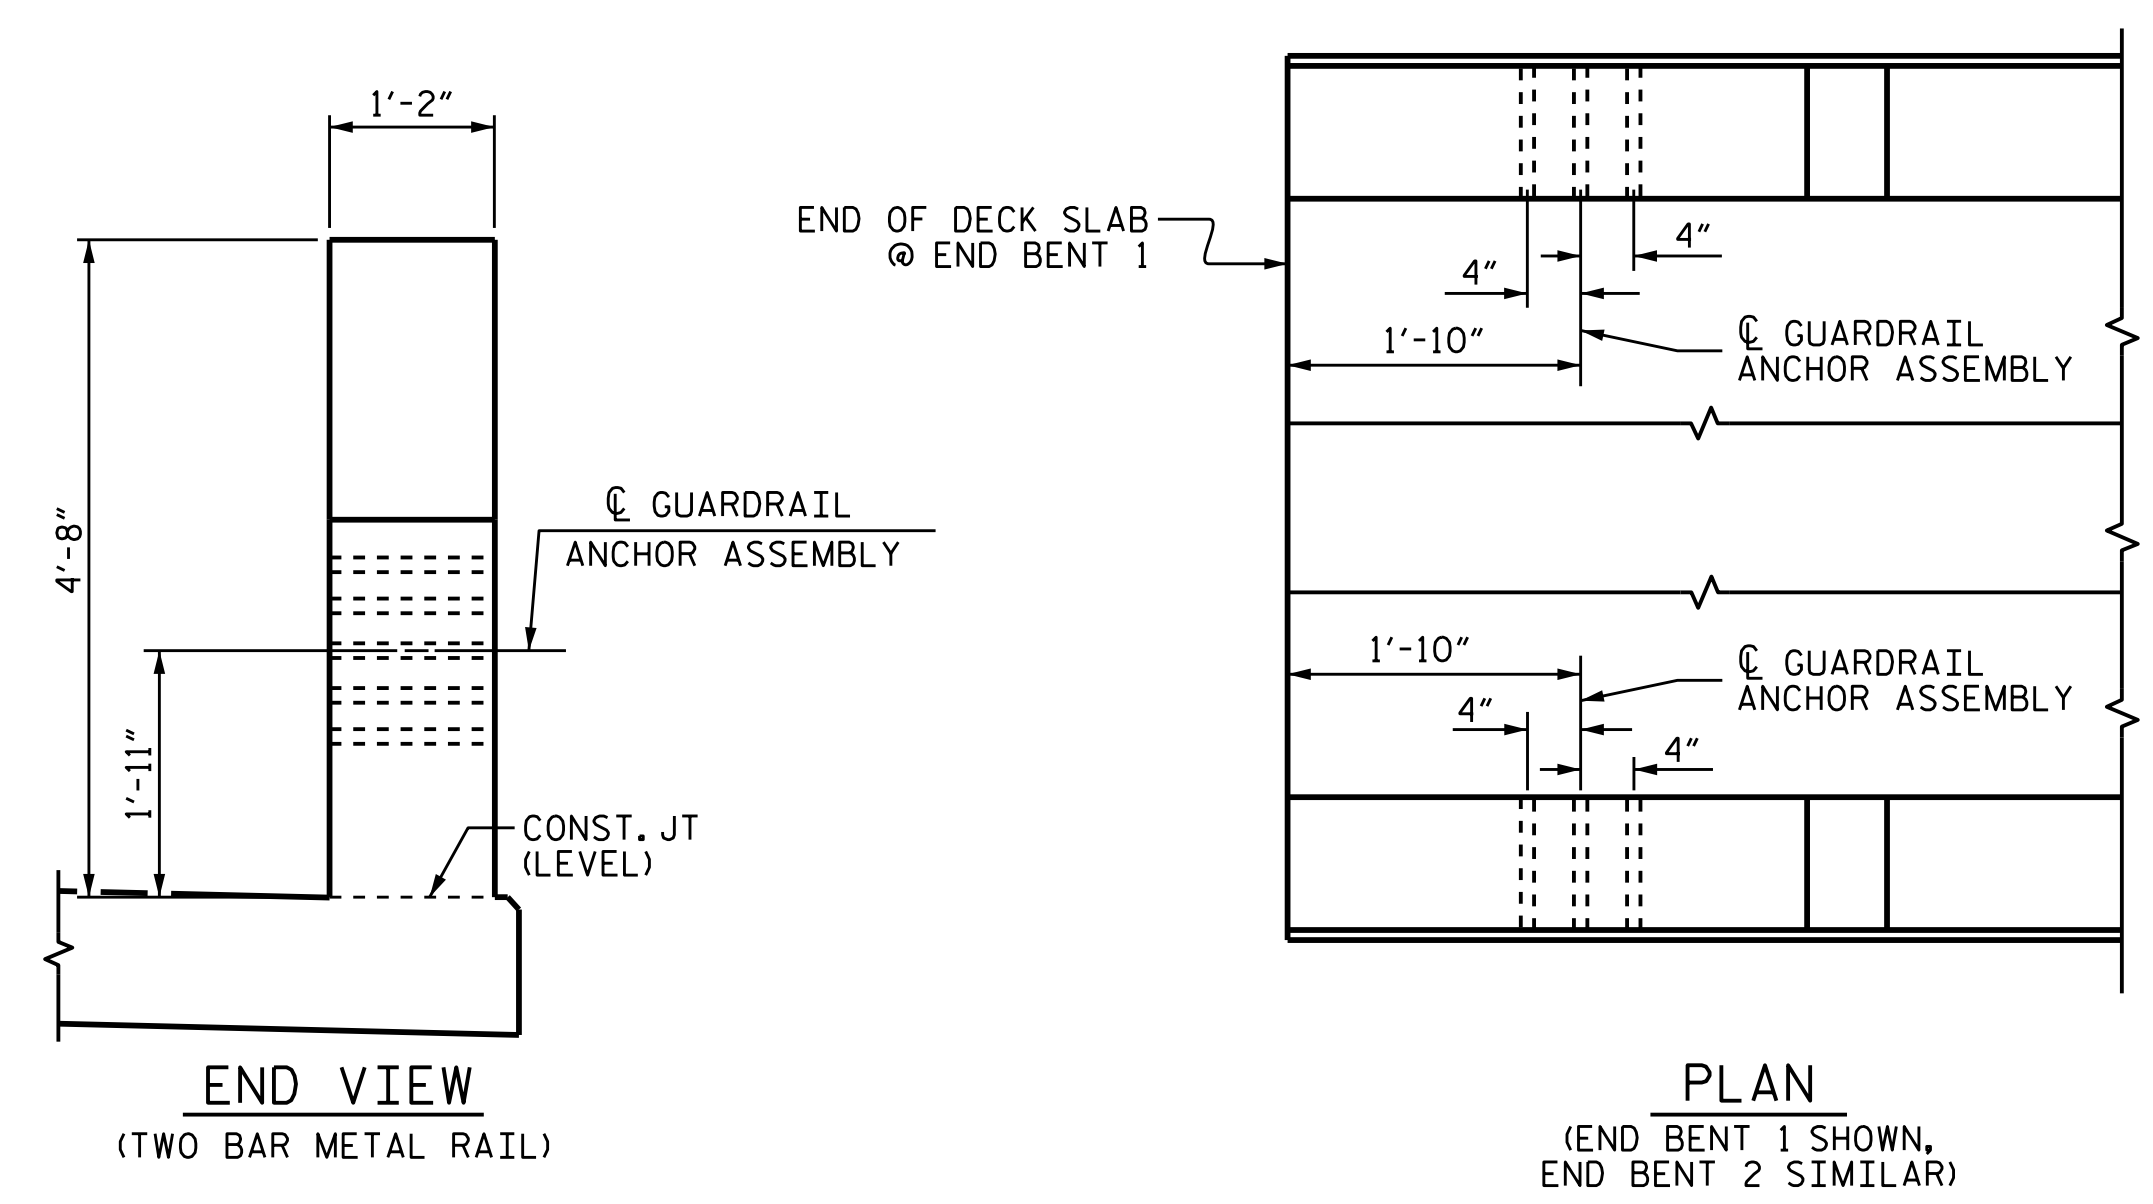 1'-2"
4'-8"
1'-11"
℄ GUARDRAIL
ANCHOR ASSEMBLY
CONST. JT
(LEVEL)
END VIEW
(TWO BAR METAL RAIL)
END OF DECK SLAB
@ END BENT 1
4"
4"
1'-10"
℄ GUARDRAIL
ANCHOR ASSEMBLY
1'-10"
℄ GUARDRAIL
ANCHOR ASSEMBLY
4"
4"
PLAN
(END BENT 1 SHOWN,
END BENT 2 SIMILAR)